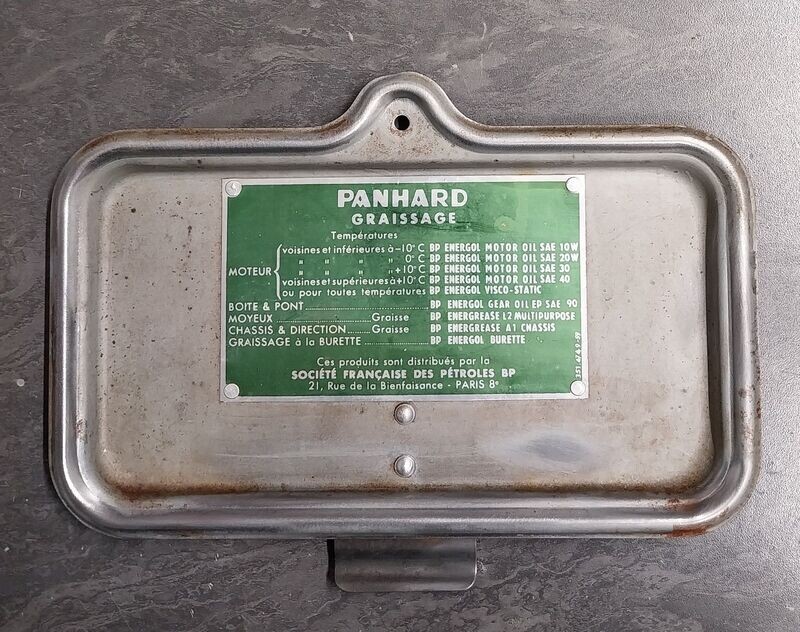 PANHARD
GRAISSAGE
Températures
voisines et inférieures à -10° C BP ENERGOL MOTOR OIL SAE 10W
" " " " 0° C BP ENERGOL MOTOR OIL SAE 20W
MOTEUR " " " " +10° C BP ENERGOL MOTOR OIL SAE 30
voisines et supérieures à +10° C BP ENERGOL MOTOR OIL SAE 40
ou pour toutes températures BP ENERGOL VISCO-STATIC
BOITE & PONT .......... BP ENERGOL GEAR OIL EP SAE 90
MOYEUX .......... Graisse BP ENERGREASE L2 MULTIPURPOSE
CHASSIS & DIRECTION ...... Graisse BP ENERGREASE A1 CHASSIS
GRAISSAGE à la BURETTE .......... BP ENERGOL BURETTE
Ces produits sont distribués par la
SOCIÉTÉ FRANÇAISE DES PÉTROLES BP
21, Rue de la Bienfaisance - PARIS 8e